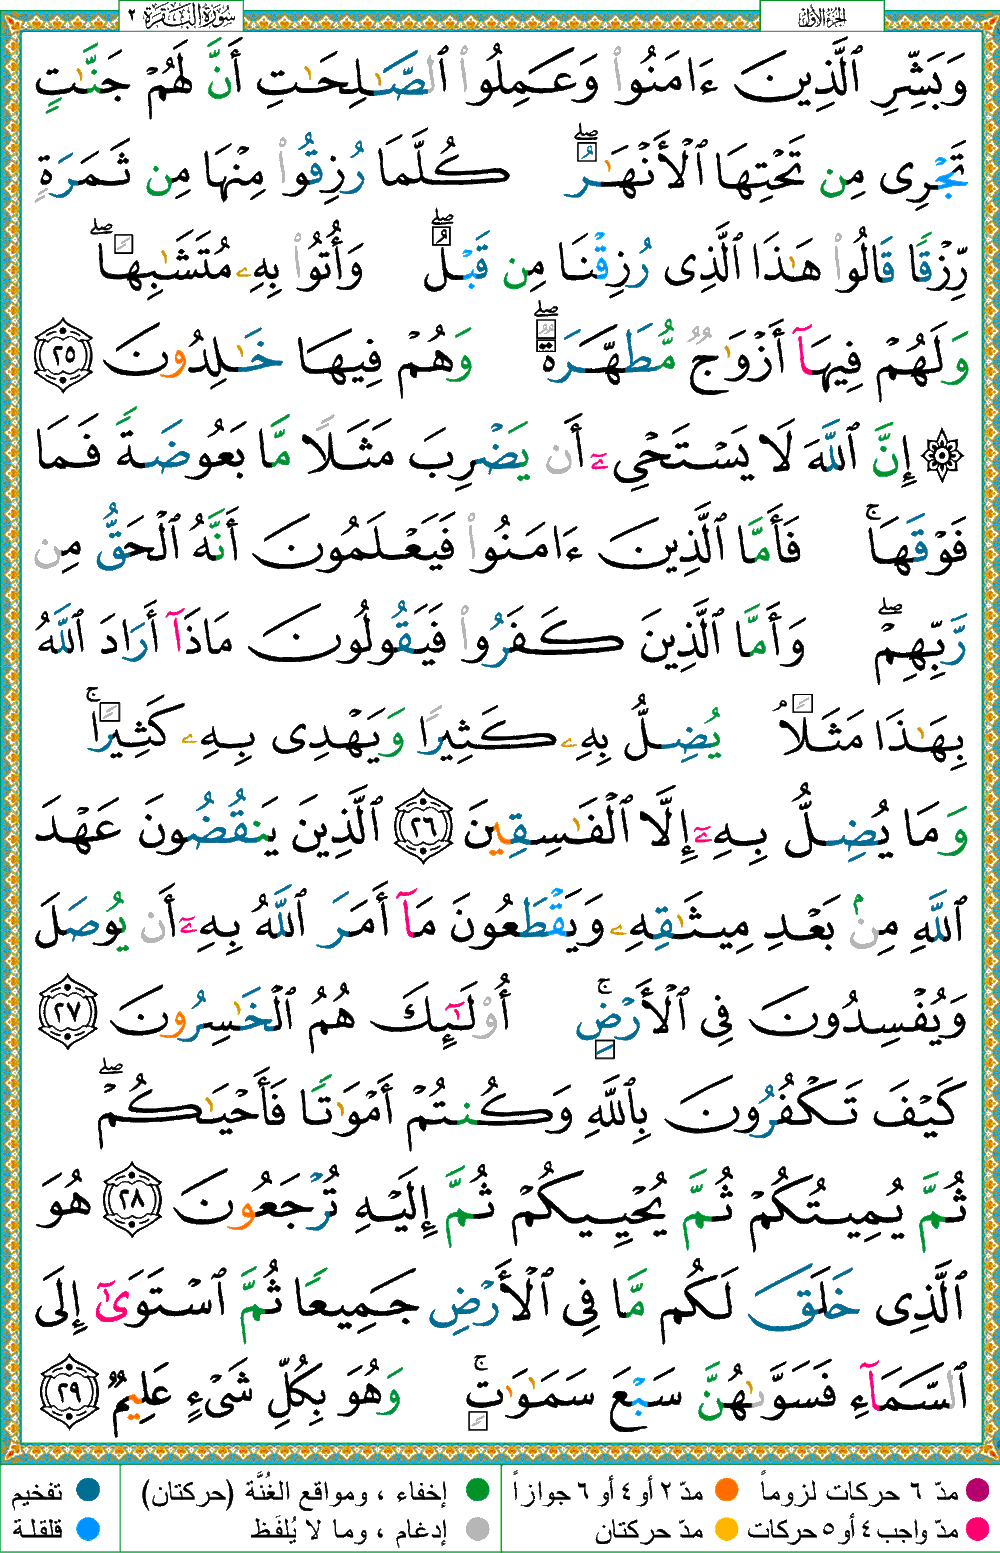 الجزء الأول
سُورَةُ البَقَرَة ٢
وَبَشِّرِ ٱلَّذِينَ ءَامَنُوا۟ وَعَمِلُوا۟ ٱلصَّـٰلِحَـٰتِ أَنَّ لَهُمْ جَنَّـٰتٍ
تَجْرِى مِن تَحْتِهَا ٱلْأَنْهَـٰرُ ۖ كُلَّمَا رُزِقُوا۟ مِنْهَا مِن ثَمَرَةٍ
رِّزْقًا قَالُوا۟ هَـٰذَا ٱلَّذِى رُزِقْنَا مِن قَبْلُ ۖ وَأُتُوا۟ بِهِۦ مُتَشَـٰبِهًا ۖ
وَلَهُمْ فِيهَآ أَزْوَٰجٌ مُّطَهَّرَةٌ ۖ وَهُمْ فِيهَا خَـٰلِدُونَ ٢٥
۞ إِنَّ ٱللَّهَ لَا يَسْتَحْىِۦٓ أَن يَضْرِبَ مَثَلًا مَّا بَعُوضَةً فَمَا
فَوْقَهَا ۚ فَأَمَّا ٱلَّذِينَ ءَامَنُوا۟ فَيَعْلَمُونَ أَنَّهُ ٱلْحَقُّ مِن
رَّبِّهِمْ ۖ وَأَمَّا ٱلَّذِينَ كَفَرُوا۟ فَيَقُولُونَ مَاذَآ أَرَادَ ٱللَّهُ
بِهَـٰذَا مَثَلًا ۘ يُضِلُّ بِهِۦ كَثِيرًا وَيَهْدِى بِهِۦ كَثِيرًا ۚ
وَمَا يُضِلُّ بِهِۦٓ إِلَّا ٱلْفَـٰسِقِينَ ٢٦ ٱلَّذِينَ يَنقُضُونَ عَهْدَ
ٱللَّهِ مِنۢ بَعْدِ مِيثَـٰقِهِۦ وَيَقْطَعُونَ مَآ أَمَرَ ٱللَّهُ بِهِۦٓ أَن يُوصَلَ
وَيُفْسِدُونَ فِى ٱلْأَرْضِ ۚ أُو۟لَـٰٓئِكَ هُمُ ٱلْخَـٰسِرُونَ ٢٧
كَيْفَ تَكْفُرُونَ بِٱللَّهِ وَكُنتُمْ أَمْوَٰتًا فَأَحْيَـٰكُمْ ۖ
ثُمَّ يُمِيتُكُمْ ثُمَّ يُحْيِيكُمْ ثُمَّ إِلَيْهِ تُرْجَعُونَ ٢٨ هُوَ
ٱلَّذِى خَلَقَ لَكُم مَّا فِى ٱلْأَرْضِ جَمِيعًا ثُمَّ ٱسْتَوَىٰٓ إِلَى
ٱلسَّمَآءِ فَسَوَّىٰهُنَّ سَبْعَ سَمَـٰوَٰتٍ ۚ وَهُوَ بِكُلِّ شَىْءٍ عَلِيمٌ ٢٩
مدّ ٦ حركات لزوماً مدّ ٢ أو ٤ أو ٦ جوازاً إخفاء ، ومواقع الغُنَّة (حركتان) تفخيم
مدّ واجب ٤ أو ٥ حركات مدّ حركتان إدغام ، وما لا يُلفَظ قلقلة